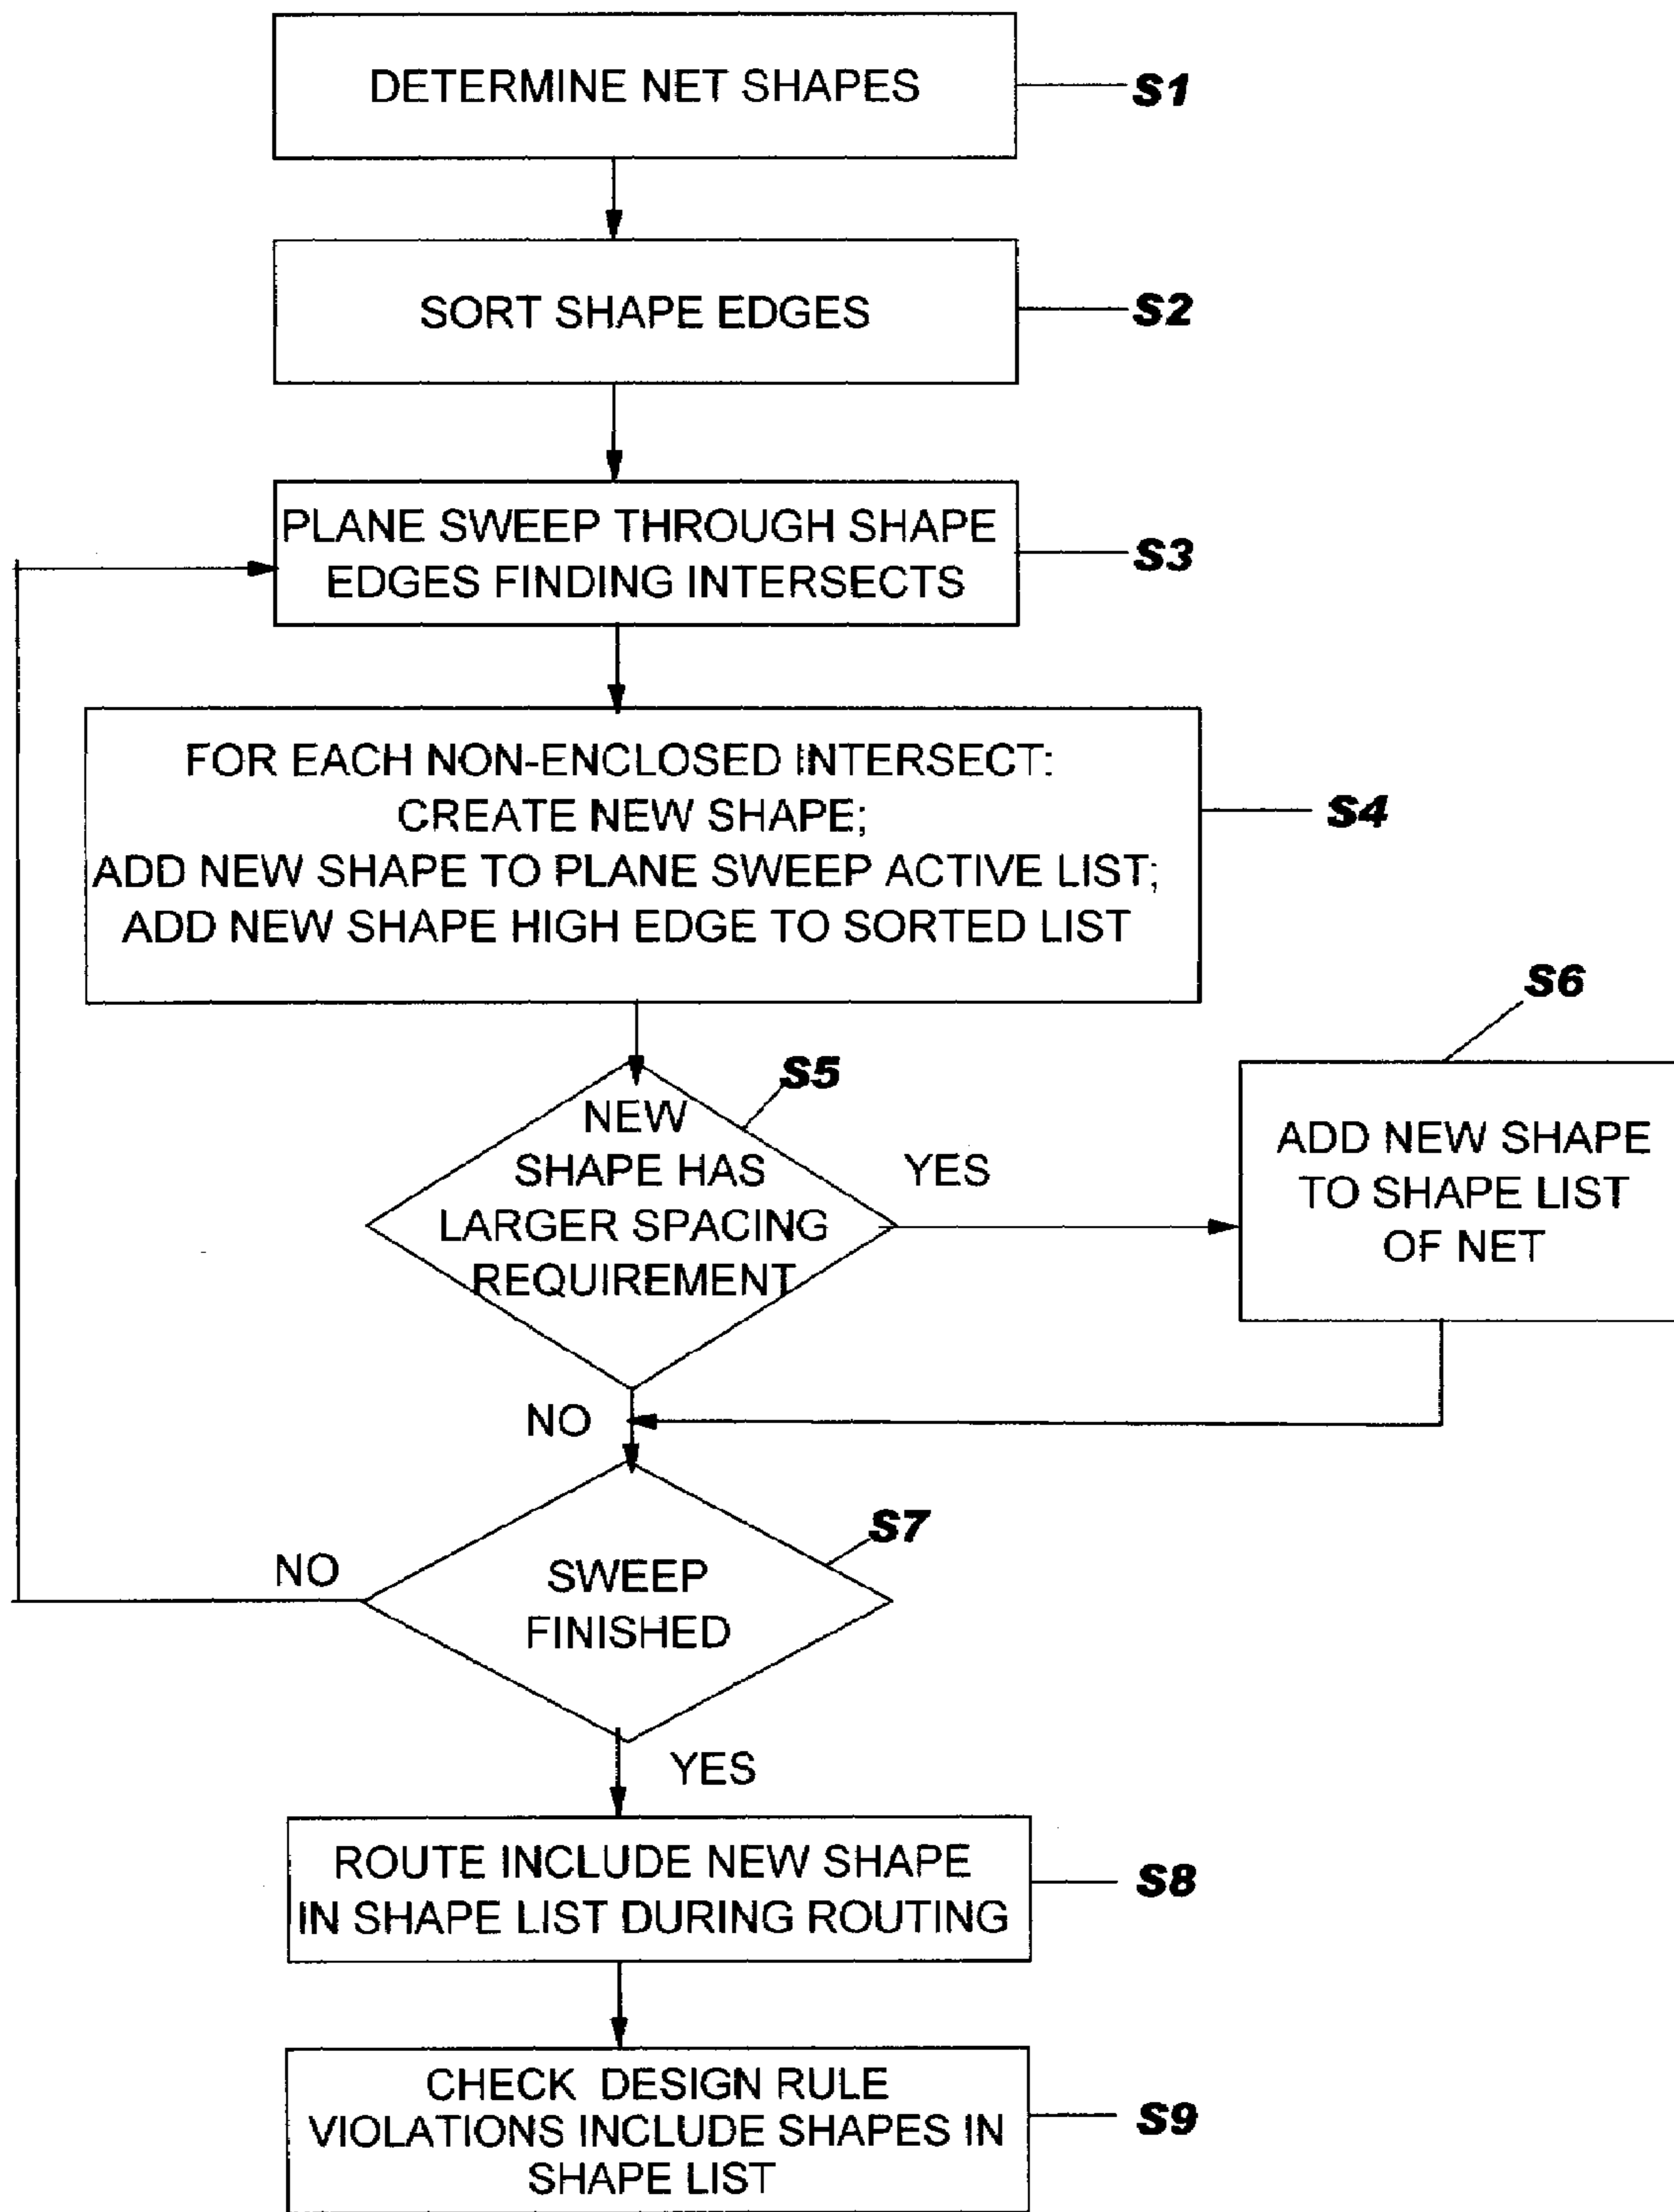 DETERMINE NET SHAPES
S1
SORT SHAPE EDGES
S2
PLANE SWEEP THROUGH SHAPE
EDGES FINDING INTERSECTS
S3
FOR EACH NON-ENCLOSED INTERSECT:
CREATE NEW SHAPE;
ADD NEW SHAPE TO PLANE SWEEP ACTIVE LIST;
ADD NEW SHAPE HIGH EDGE TO SORTED LIST
S4
S5
NEW
SHAPE HAS
LARGER SPACING
REQUIREMENT
YES
S6
ADD NEW SHAPE
TO SHAPE LIST
OF NET
NO
S7
SWEEP
FINISHED
NO
YES
ROUTE INCLUDE NEW SHAPE
IN SHAPE LIST DURING ROUTING
S8
CHECK DESIGN RULE
VIOLATIONS INCLUDE SHAPES IN
SHAPE LIST
S9